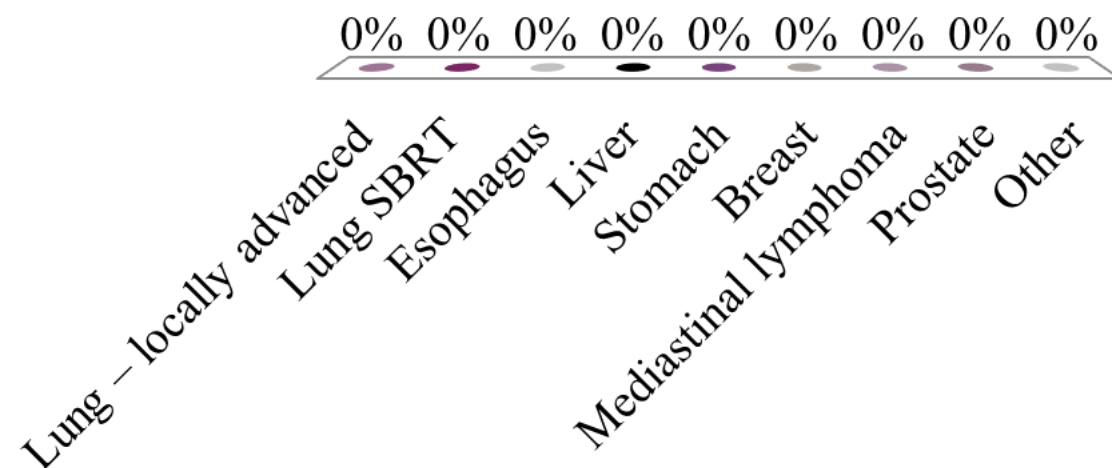 0% 0% 0% 0% 0% 0% 0% 0% 0%
Lung – locally advanced
Lung SBRT
Esophagus
Liver
Stomach
Breast
Mediastinal lymphoma
Prostate
Other